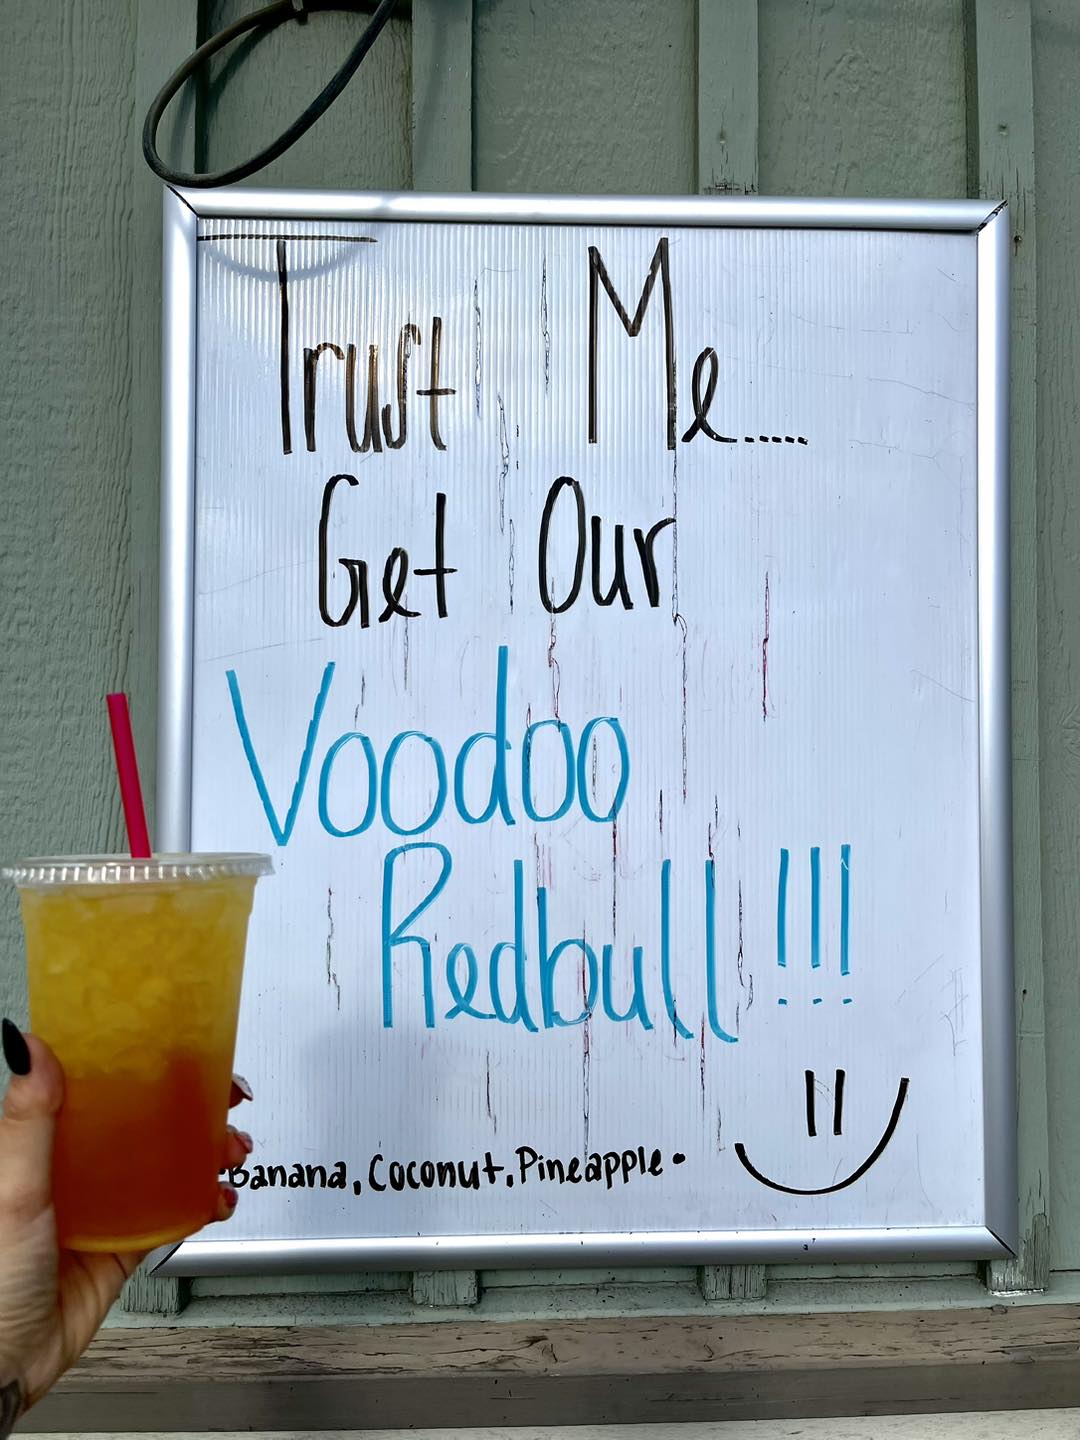 Trust Me.....
Get Our
Voodoo
Redbull!!!
•Banana, Coconut, Pineapple•